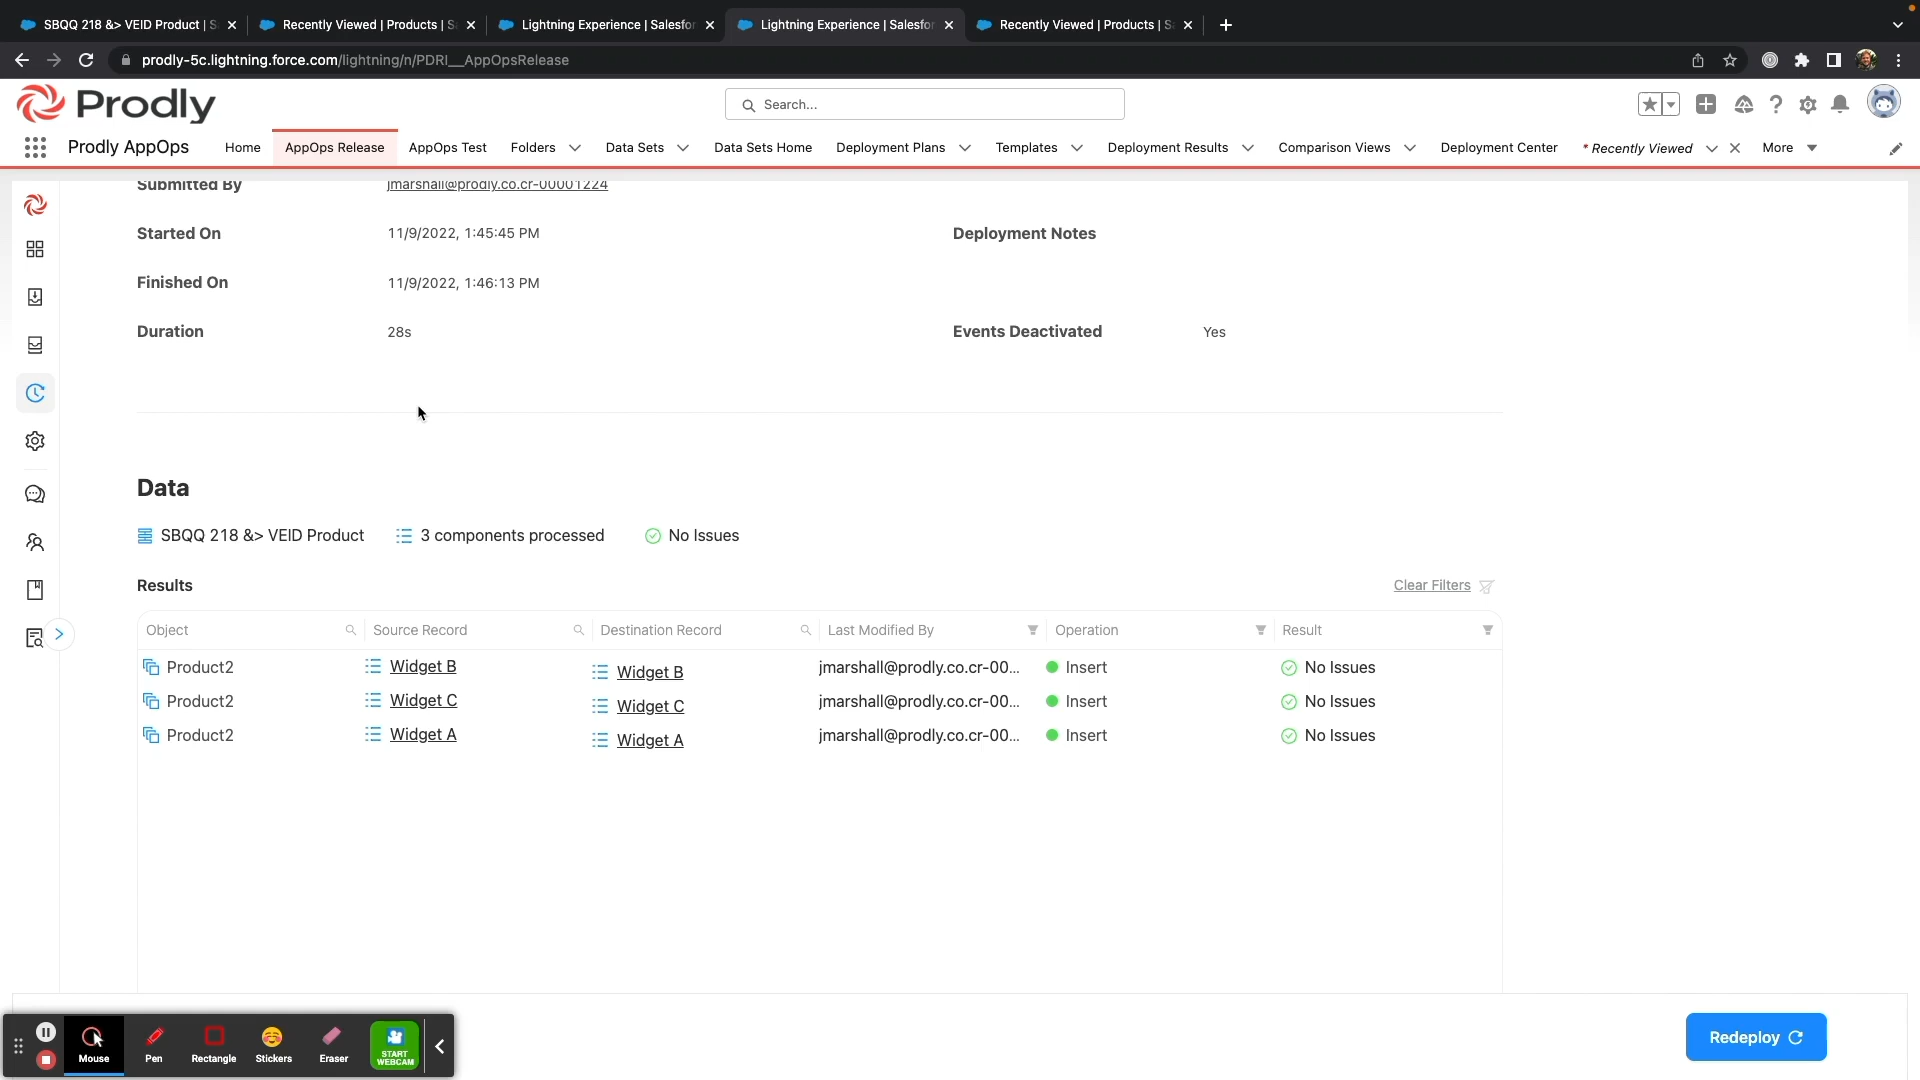 SBQQ 218 &> VEID Product | S
Recently Viewed | Products | S
Lightning Experience | Salesfor
Lightning Experience | Salesfor
Recently Viewed | Products | S
prodly-5c.lightning.force.com/lightning/n/PDRI__AppOpsRelease
Prodly
Search...
Prodly AppOps
Home
AppOps Release
AppOps Test
Folders
Data Sets
Data Sets Home
Deployment Plans
Templates
Deployment Results
Comparison Views
Deployment Center
* Recently Viewed
More
Submitted By
jmarshall@prodly.co.cr-00001224
Started On
11/9/2022, 1:45:45 PM
Deployment Notes
Finished On
11/9/2022, 1:46:13 PM
Duration
28s
Events Deactivated
Yes
Data
SBQQ 218 &> VEID Product
3 components processed
No Issues
Results
Clear Filters
Object
Source Record
Destination Record
Last Modified By
Operation
Result
Product2
Widget B
Widget B
jmarshall@prodly.co.cr-00...
Insert
No Issues
Product2
Widget C
Widget C
jmarshall@prodly.co.cr-00...
Insert
No Issues
Product2
Widget A
Widget A
jmarshall@prodly.co.cr-00...
Insert
No Issues
Mouse
Pen
Rectangle
Stickers
Eraser
START
WEBCAM
Redeploy